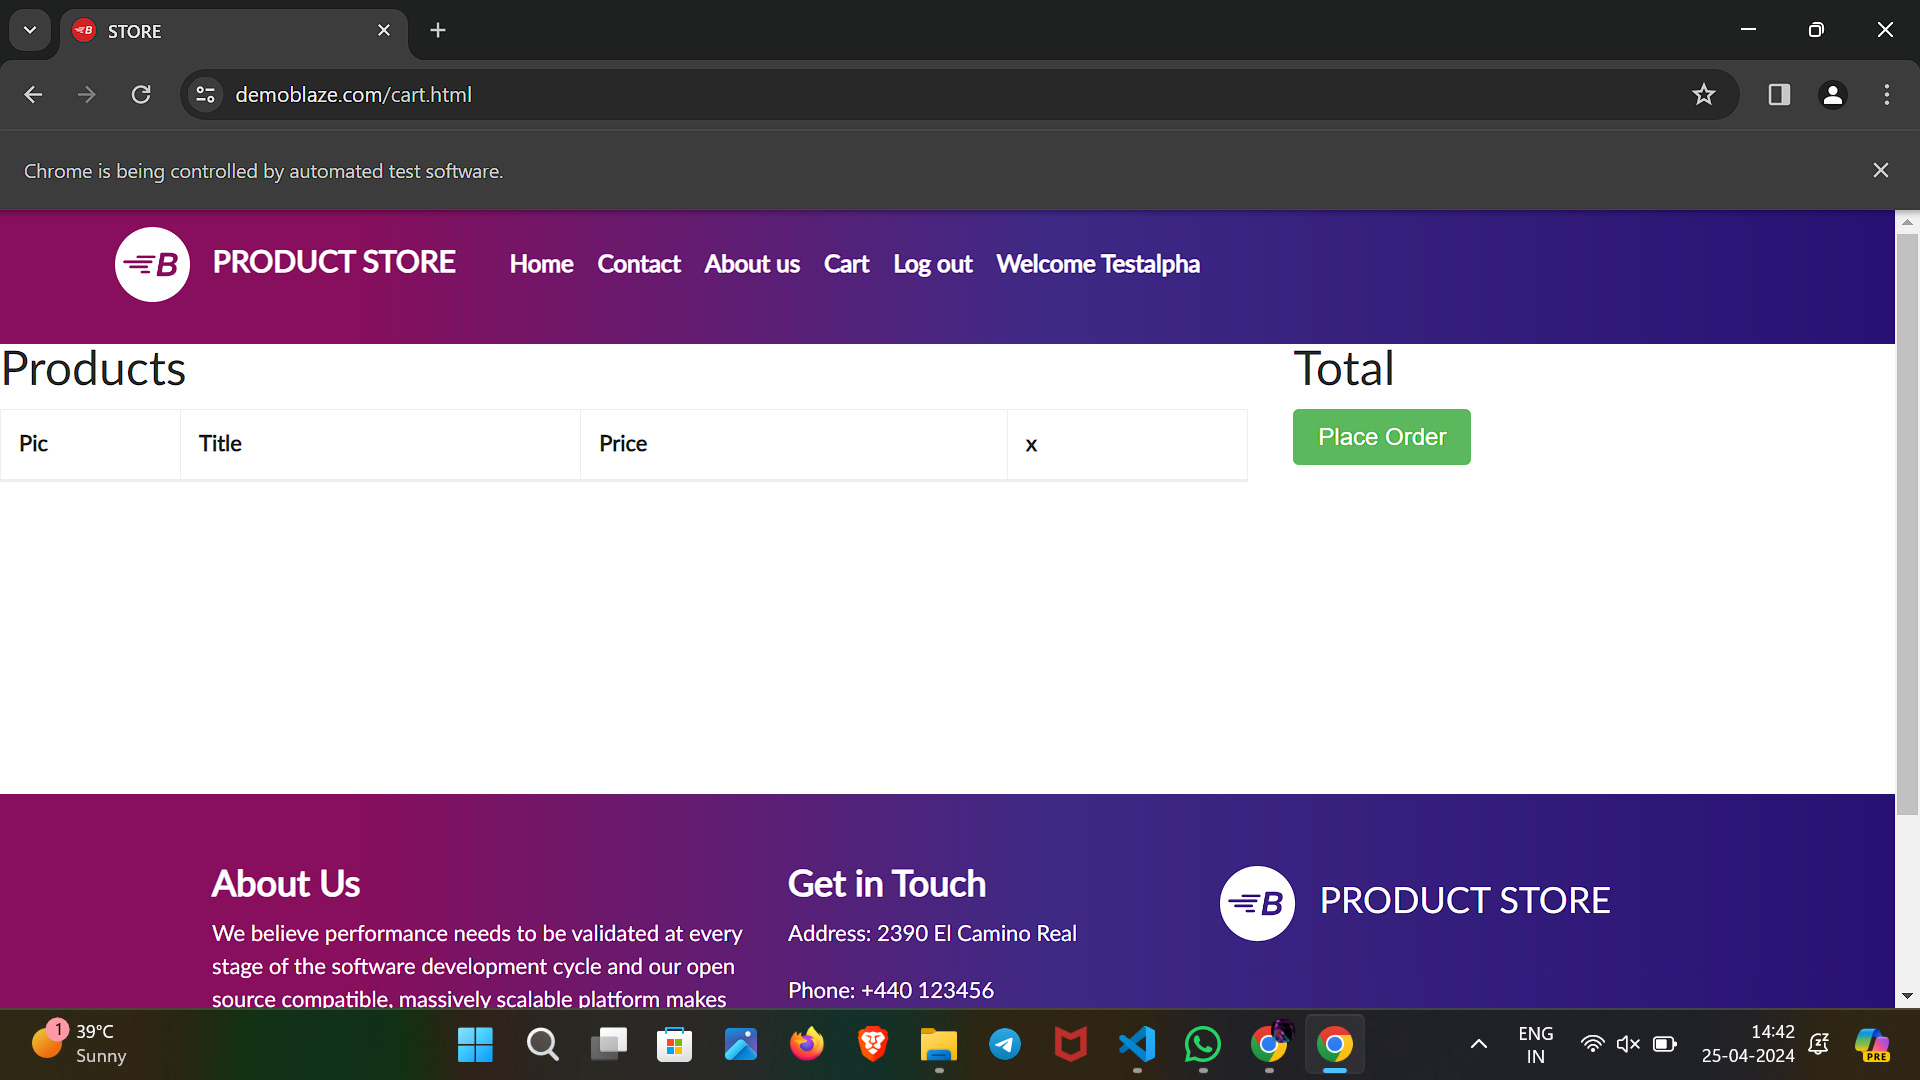 STORE
demoblaze.com/cart.html
Chrome is being controlled by automated test software.
B PRODUCT STORE Home Contact About us Cart Log out Welcome Testalpha
Products Total
Pic Title Price x Place Order
About Us
We believe performance needs to be validated at every
stage of the software development cycle and our open
source compatible, massively scalable platform makes
Get in Touch
Address: 2390 El Camino Real
Phone: +440 123456
B PRODUCT STORE
1
39°C
Sunny
ENG
IN
14:42
25-04-2024
PRE